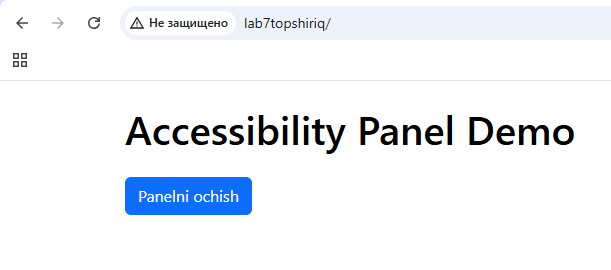 Не защищено
lab7topshiriq/
Accessibility Panel Demo
Panelni ochish